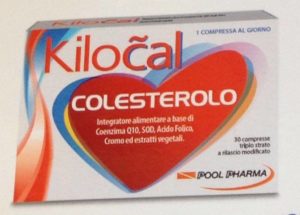 1 COMPRESSA AL GIORNO
Kilocal
COLESTEROLO
Integratore alimentare a base di
Coenzima Q10, SOD, Acido Folico,
Cromo ed estratti vegetali.
30 compresse
triplo strato
a rilascio modificato
POOL PHARMA